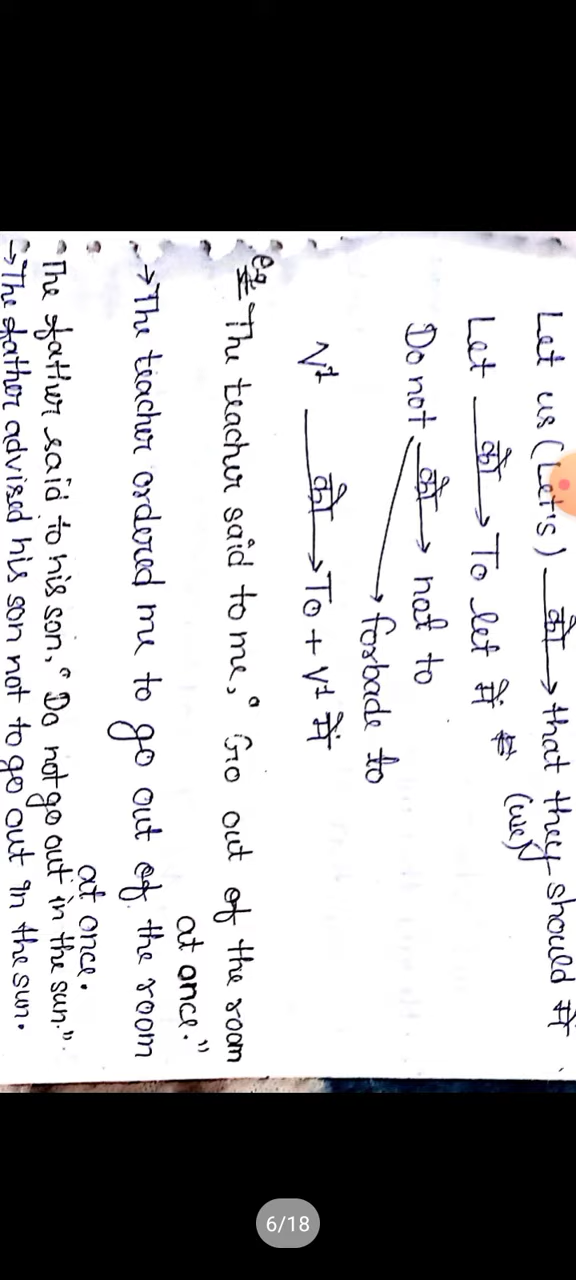 Let us (Let's) को → that they should में
(we)
Let को → To let में
Do not को → not to
→ forbade to
V¹ को → To + V¹ में
e.g. The teacher said to me, " Go out of the room
at once."
→ The teacher ordered me to go out of the room
at once.
The father said to his son, " Do not go out in the sun."
→ The father advised his son not to go out in the sun.
6/18